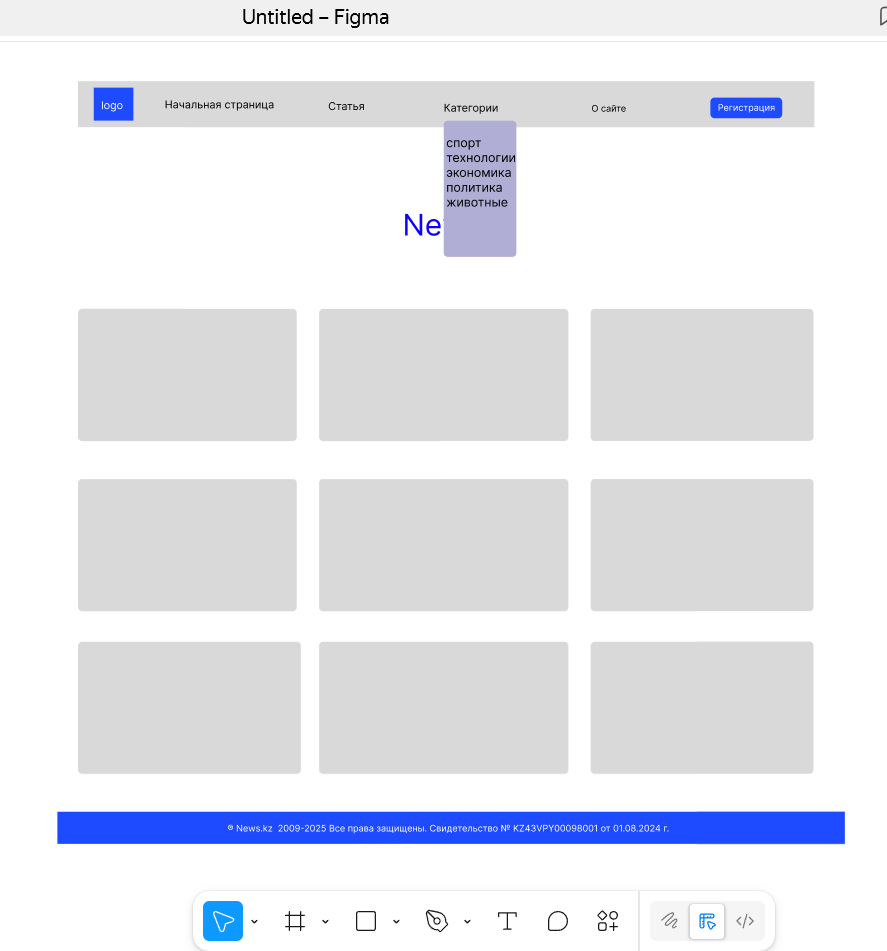 Untitled – Figma
logo
Начальная страница
Статья
Категории
О сайте
Регистрация
спорт
технологии
экономика
политика
животные
® News.kz 2009-2025 Все права защищены. Свидетельство № KZ43VPY00098001 от 01.08.2024 г.